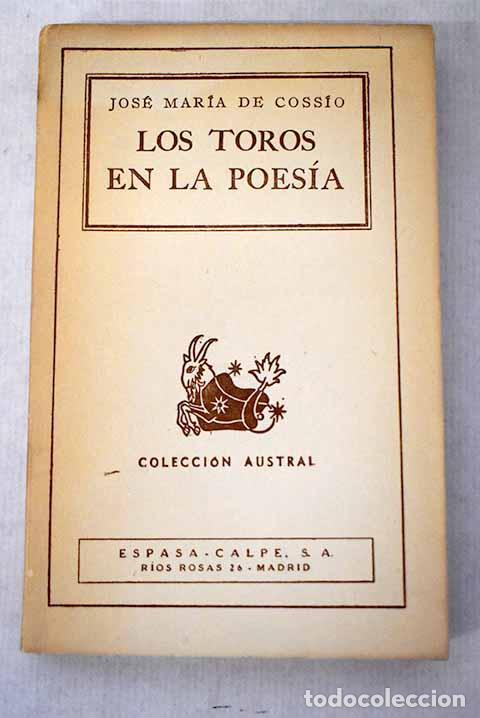 JOSÉ MARÍA DE COSSÍO
LOS TOROS
EN LA POESÍA
COLECCIÓN AUSTRAL
ESPASA-CALPE, S. A.
RÍOS ROSAS 26 - MADRID
todocoleccion